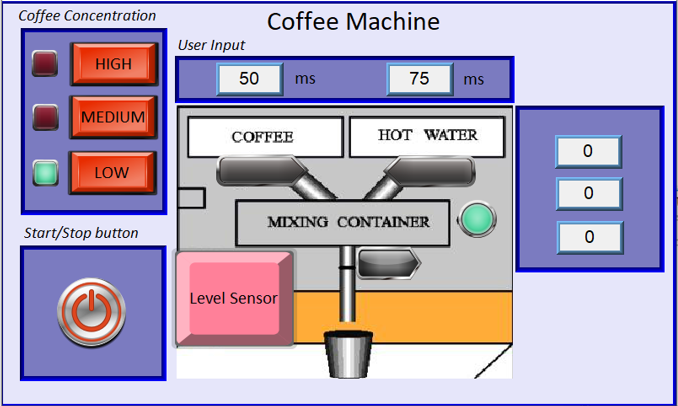 Coffee Concentration
Coffee Machine
User Input
HIGH
50 ms 75 ms
MEDIUM
COFFEE HOT WATER
LOW
0
0
MIXING CONTAINER
Start/Stop button
0
Level Sensor